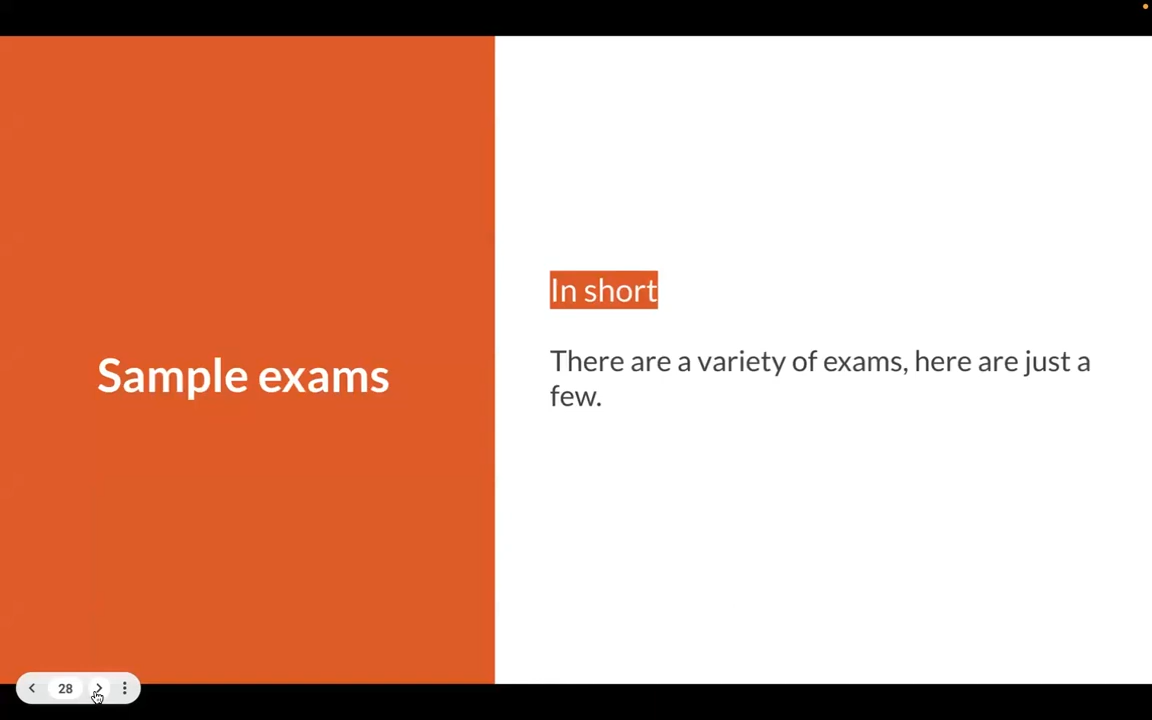 Sample exams
In short
There are a variety of exams, here are just a
few.
28